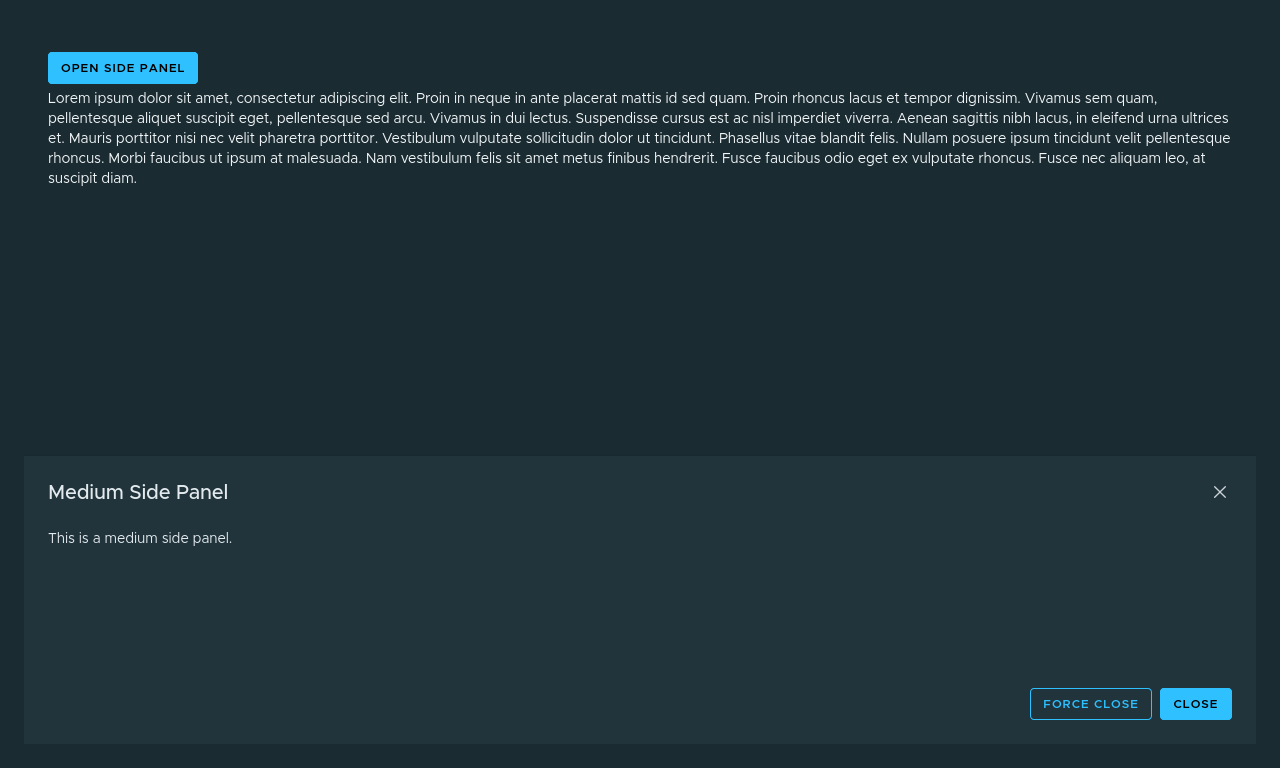 OPEN SIDE PANEL
Lorem ipsum dolor sit amet, consectetur adipiscing elit. Proin in neque in ante placerat mattis id sed quam. Proin rhoncus lacus et tempor dignissim. Vivamus sem quam,
pellentesque aliquet suscipit eget, pellentesque sed arcu. Vivamus in dui lectus. Suspendisse cursus est ac nisl imperdiet viverra. Aenean sagittis nibh lacus, in eleifend urna ultrices
et. Mauris porttitor nisi nec velit pharetra porttitor. Vestibulum vulputate sollicitudin dolor ut tincidunt. Phasellus vitae blandit felis. Nullam posuere ipsum tincidunt velit pellentesque
rhoncus. Morbi faucibus ut ipsum at malesuada. Nam vestibulum felis sit amet metus finibus hendrerit. Fusce faucibus odio eget ex vulputate rhoncus. Fusce nec aliquam leo, at
suscipit diam.
Medium Side Panel
This is a medium side panel.
FORCE CLOSE
CLOSE